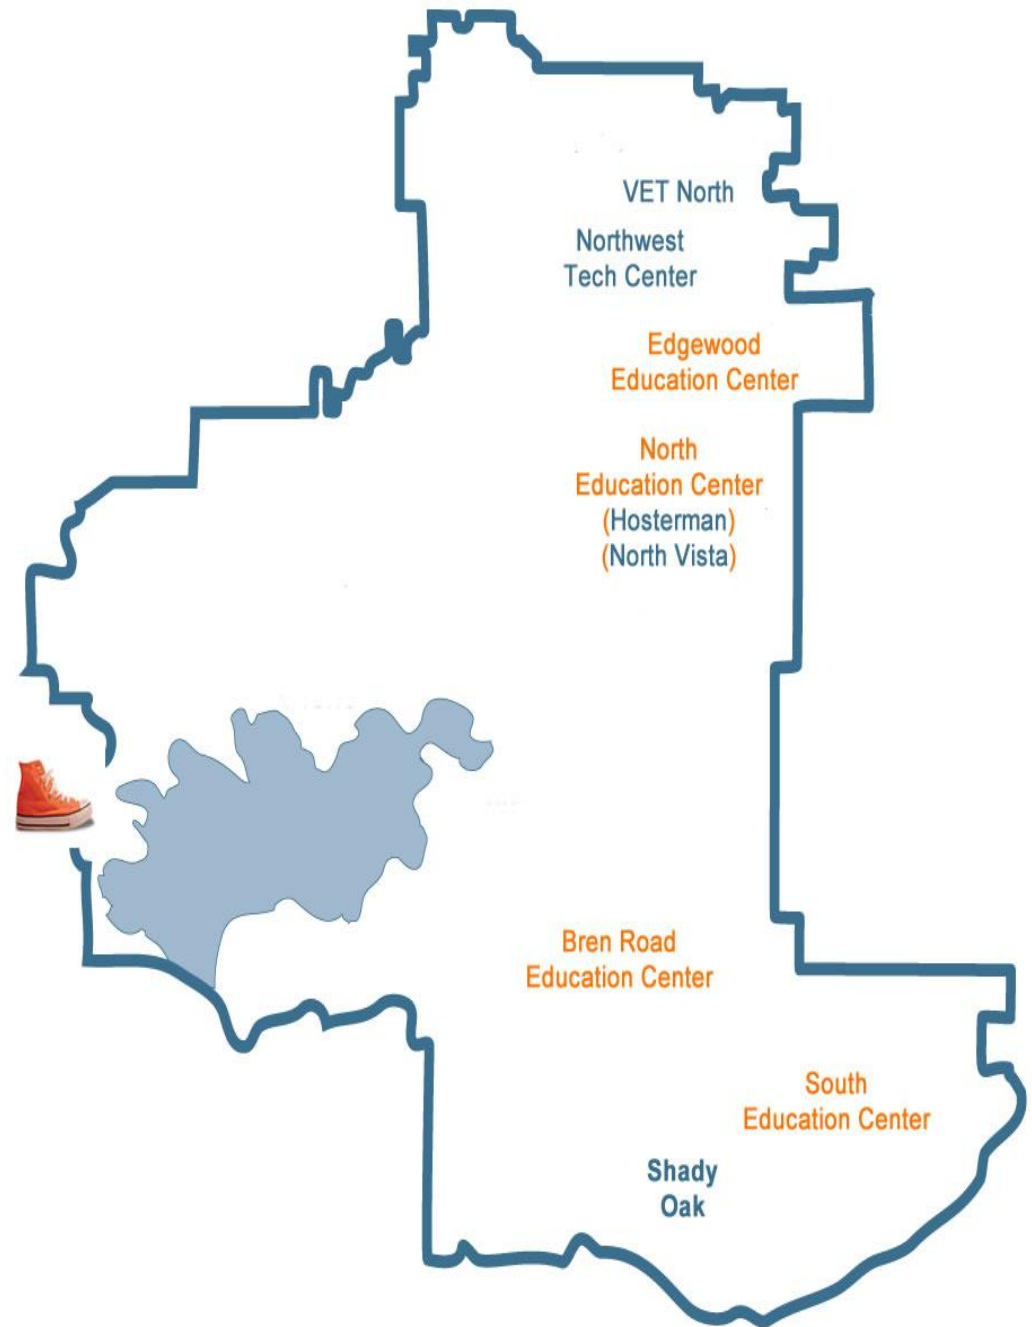 VET North
Northwest
Tech Center
Edgewood
Education Center
North
Education Center
(Hosterman)
(North Vista)
Bren Road
Education Center
South
Education Center
Shady
Oak